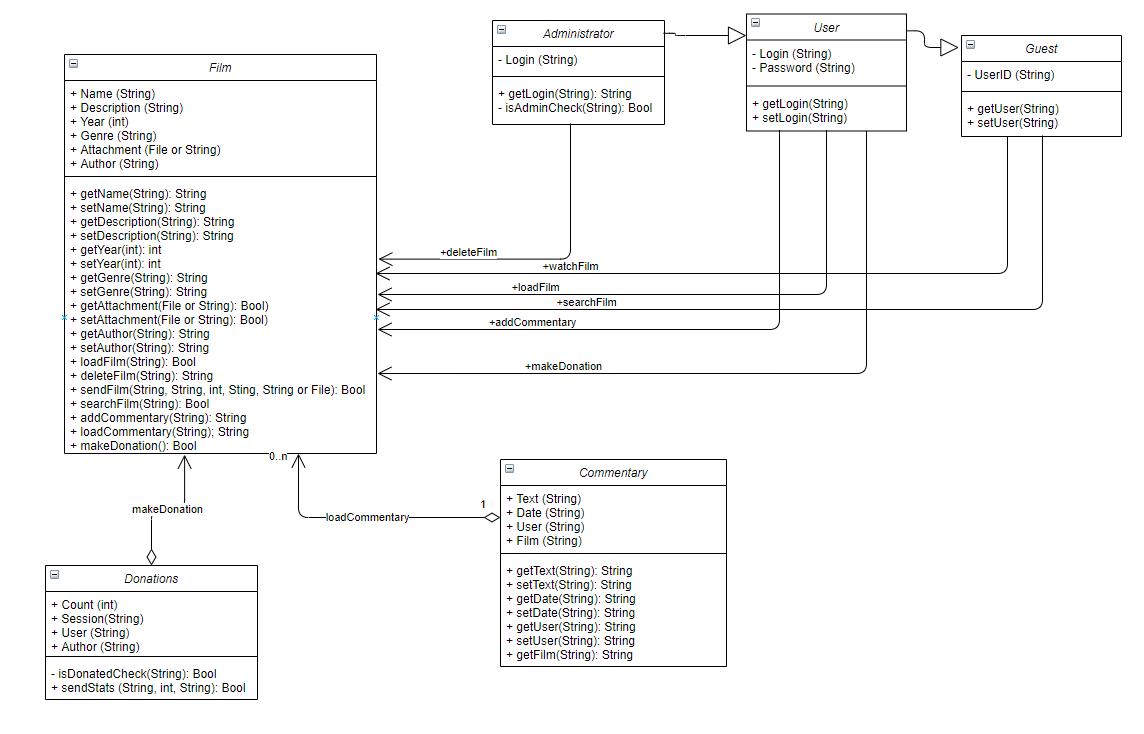 Film
+ Name (String)
+ Description (String)
+ Year (int)
+ Genre (String)
+ Attachment (File or String)
+ Author (String)
+ getName(String): String
+ setName(String): String
+ getDescription(String): String
+ setDescription(String): String
+ getYear(int): int
+ setYear(int): int
+ getGenre(String): String
+ setGenre(String): String
+ getAttachment(File or String): Bool)
+ setAttachment(File or String): Bool)
+ getAuthor(String): String
+ setAuthor(String): String
+ loadFilm(String): Bool
+ deleteFilm(String): String
+ sendFilm(String, String, int, Sting, String or File): Bool
+ searchFilm(String): Bool
+ addCommentary(String): String
+ loadCommentary(String); String
+ makeDonation(): Bool
Administrator
- Login (String)
+ getLogin(String): String
- isAdminCheck(String): Bool
User
- Login (String)
- Password (String)
+ getLogin(String)
+ setLogin(String)
Guest
- UserID (String)
+ getUser(String)
+ setUser(String)
+deleteFilm
+watchFilm
+loadFilm
+searchFilm
+addCommentary
+makeDonation
0..n
makeDonation
1
loadCommentary
Commentary
+ Text (String)
+ Date (String)
+ User (String)
+ Film (String)
+ getText(String): String
+ setText(String): String
+ getDate(String): String
+ setDate(String): String
+ getUser(String): String
+ setUser(String): String
+ getFilm(String): String
Donations
+ Count (int)
+ Session(String)
+ User (String)
+ Author (String)
- isDonatedCheck(String): Bool
+ sendStats (String, int, String): Bool